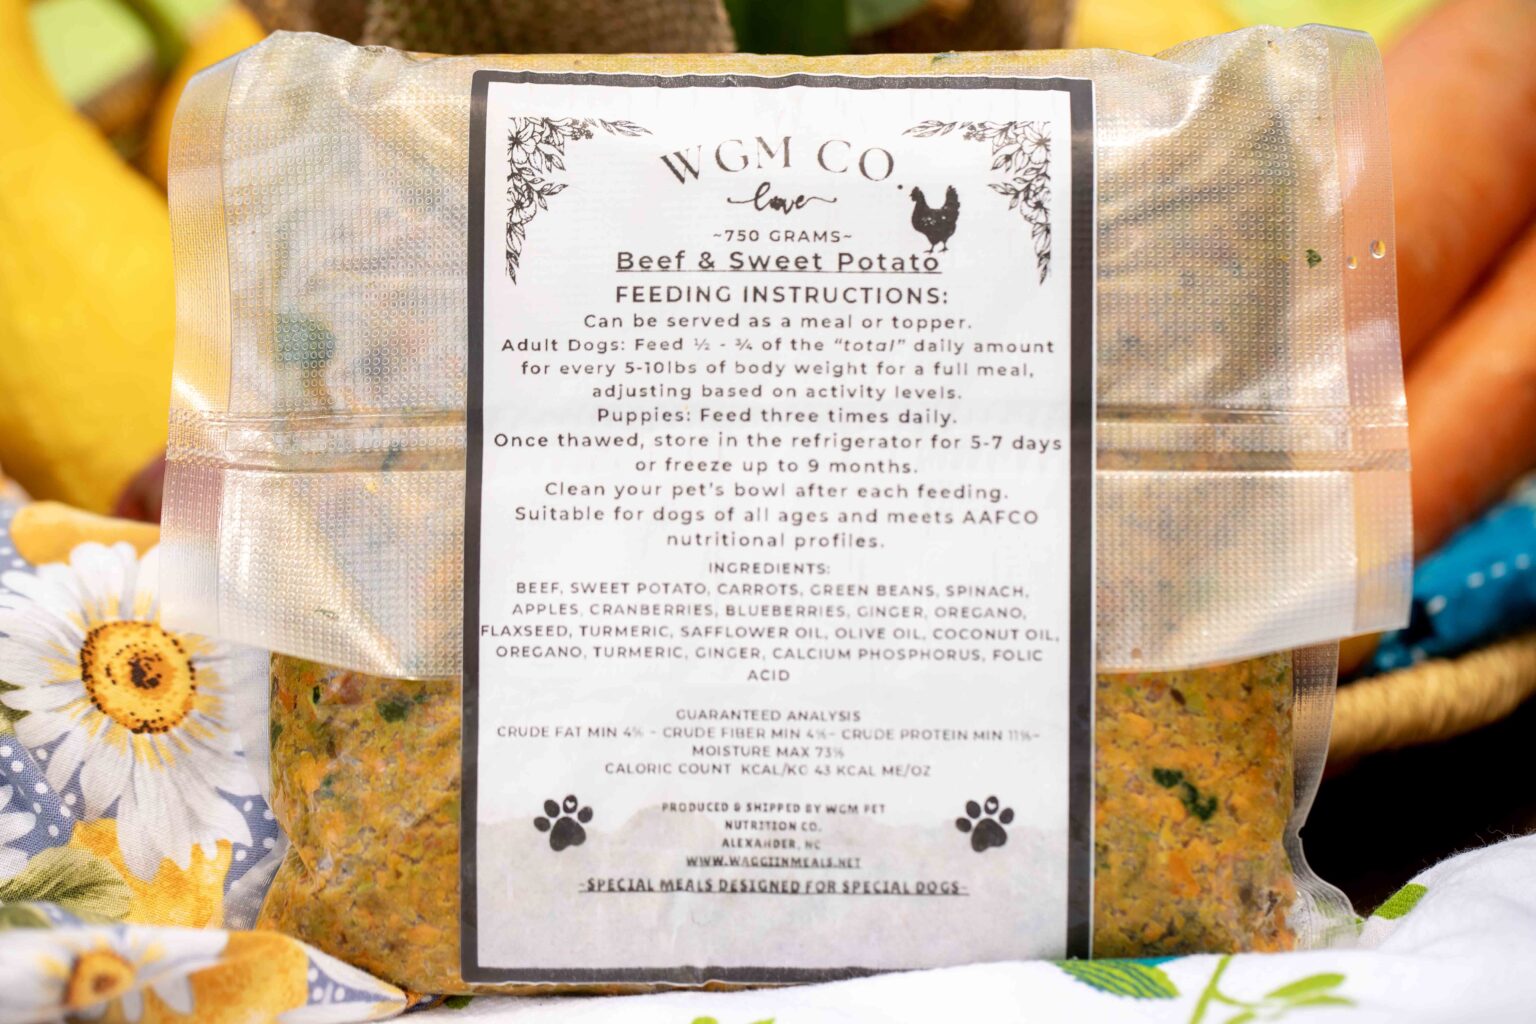 WGM CO.
love
~750 GRAMS~
Beef & Sweet Potato
FEEDING INSTRUCTIONS:
Can be served as a meal or topper.
Adult Dogs: Feed ½ - ¾ of the “total” daily amount
for every 5-10lbs of body weight for a full meal,
adjusting based on activity levels.
Puppies: Feed three times daily.
Once thawed, store in the refrigerator for 5-7 days
or freeze up to 9 months.
Clean your pet's bowl after each feeding.
Suitable for dogs of all ages and meets AAFCO
nutritional profiles.
INGREDIENTS:
BEEF, SWEET POTATO, CARROTS, GREEN BEANS, SPINACH,
APPLES, CRANBERRIES, BLUEBERRIES, GINGER, OREGANO,
FLAXSEED, TURMERIC, SAFFLOWER OIL, OLIVE OIL, COCONUT OIL,
OREGANO, TURMERIC, GINGER, CALCIUM PHOSPHORUS, FOLIC
ACID
GUARANTEED ANALYSIS
CRUDE FAT MIN 4% ~ CRUDE FIBER MIN 4%~ CRUDE PROTEIN MIN 11%~
MOISTURE MAX 73%
CALORIC COUNT KCAL/KG 43 KCAL ME/OZ
PRODUCED & SHIPPED BY WGM PET
NUTRITION CO.
ALEXANDER, NC
WWW.WAGGIINMEALS.NET
~SPECIAL MEALS DESIGNED FOR SPECIAL DOGS~